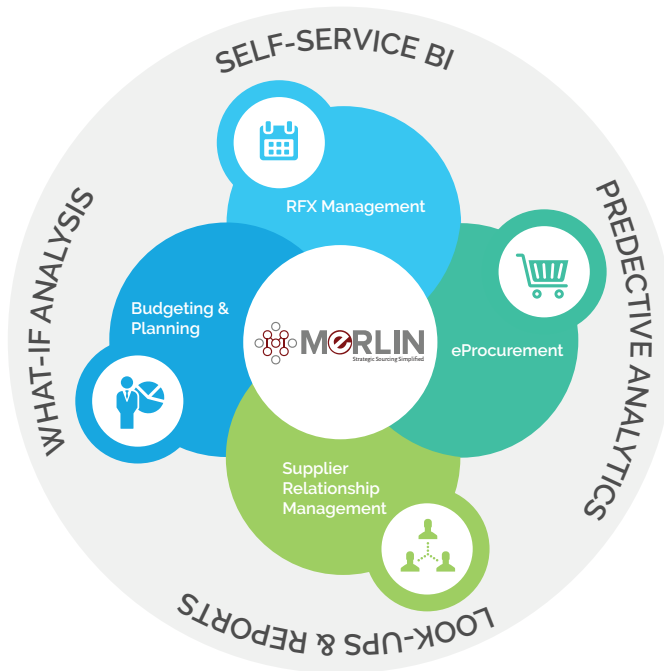 SELF-SERVICE BI
PREDECTIVE ANALYTICS
LOOK-UPS & REPORTS
WHAT-IF ANALYSIS
RFX Management
Budgeting &
Planning
MeRLIN
Strategic Sourcing Simplified
eProcurement
Supplier
Relationship
Management